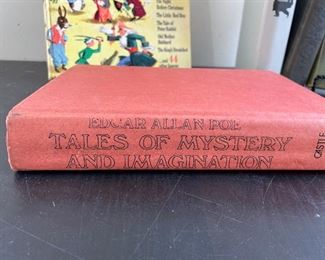 The Night
Before Christmas
The Little Red Hen
The Tale of
Peter Rabbit
Old Mother
Hubbard
The Rough Breakfast
and 44
EDGAR ALLAN POE
TALES OF MYSTERY
AND IMAGINATION
CASTLE